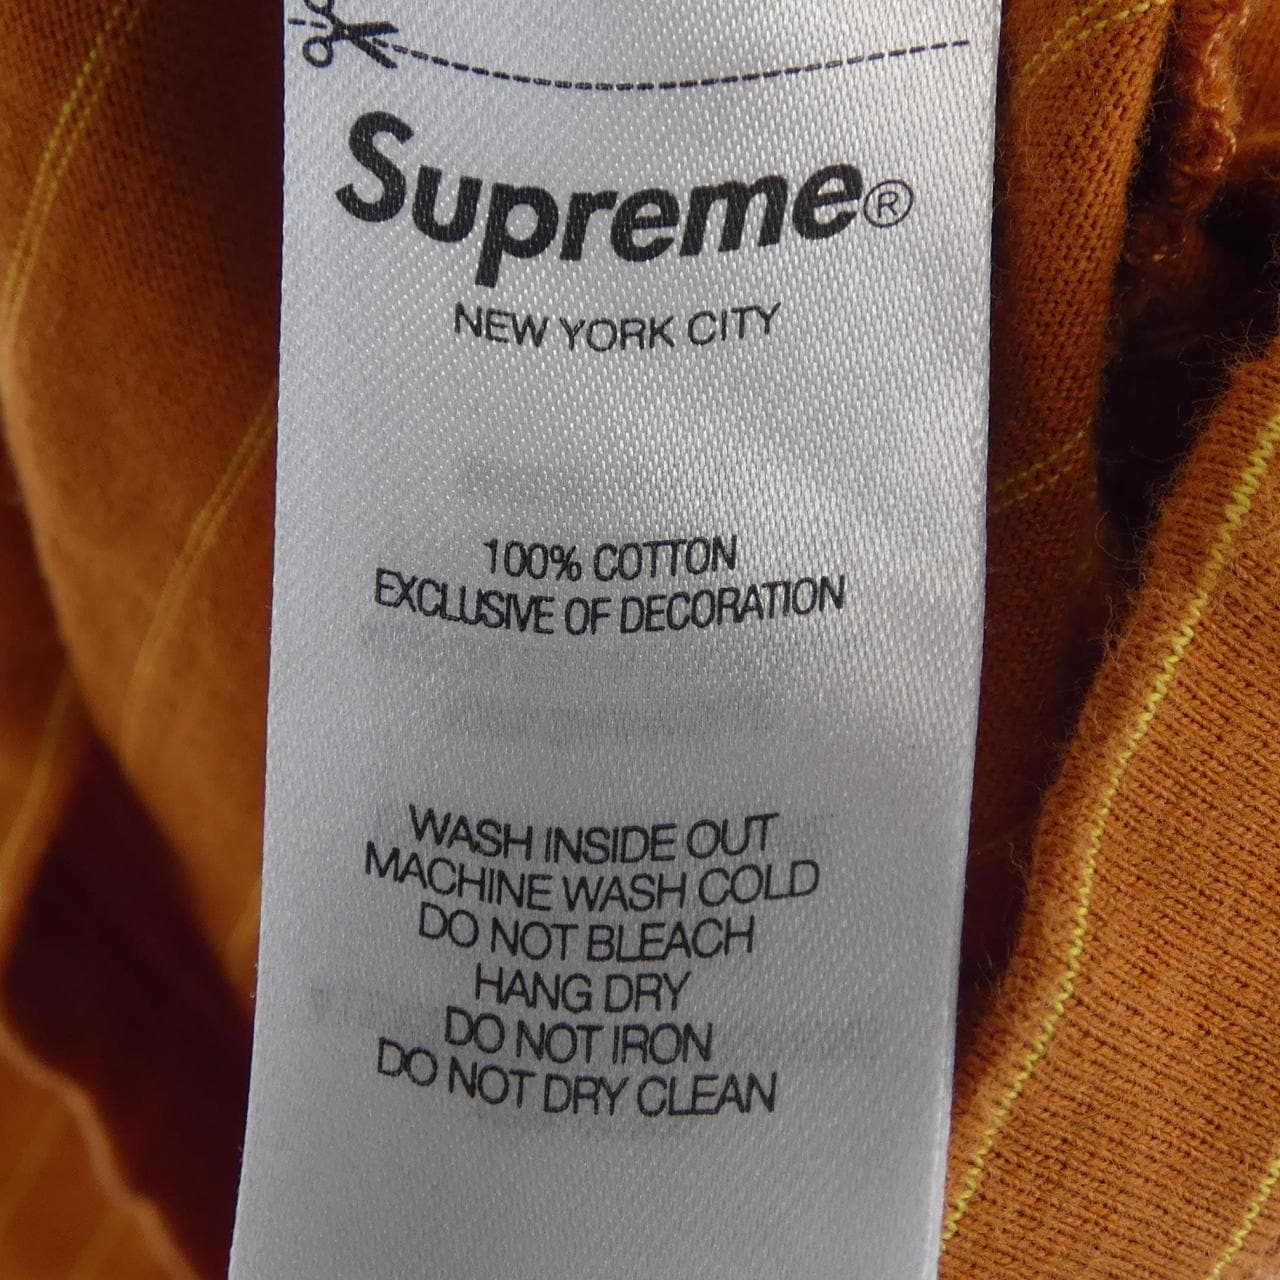 Supreme®
NEW YORK CITY
100% COTTON
EXCLUSIVE OF DECORATION
WASH INSIDE OUT
MACHINE WASH COLD
DO NOT BLEACH
HANG DRY
DO NOT IRON
DO NOT DRY CLEAN